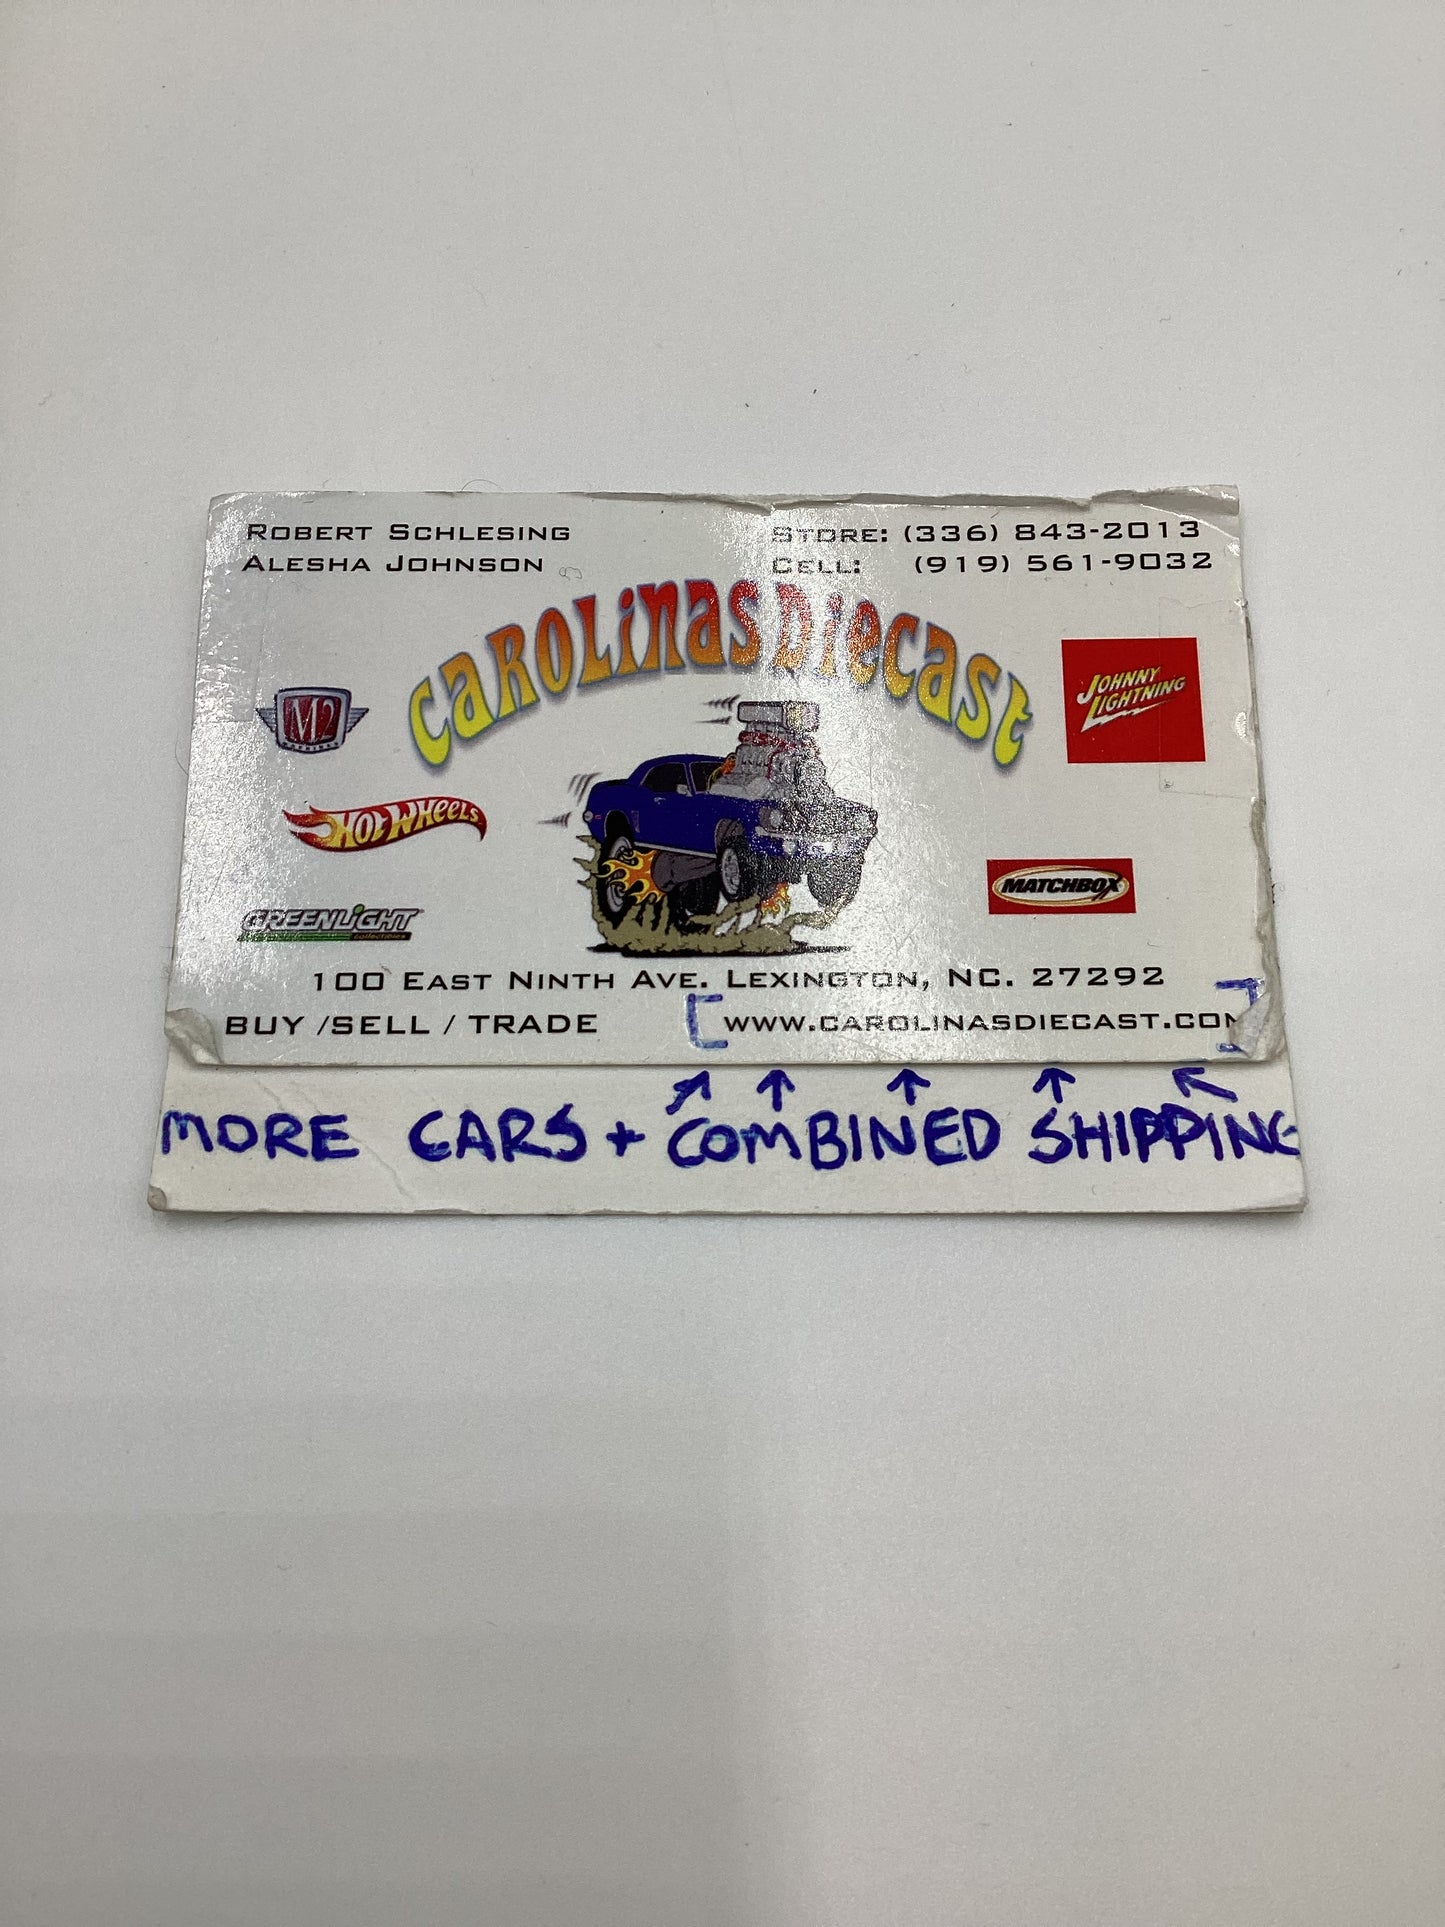 ROBERT SCHLESING
ALESHA JOHNSON
STORE: (336) 843-2013
CELL: (919) 561-9032
CAROLiNAS DiECAST
M2
MACHINES
JOHNNY
LIGHTNING
HOT WHEELS
MATCHBOX
GREENLiGHT
collectibles
100 EAST NINTH AVE. LEXINGTON, NC. 27292
BUY /SELL / TRADE
[ WWW.CAROLINASDIECAST.COM ]
MORE CARS + COMBINED SHIPPING